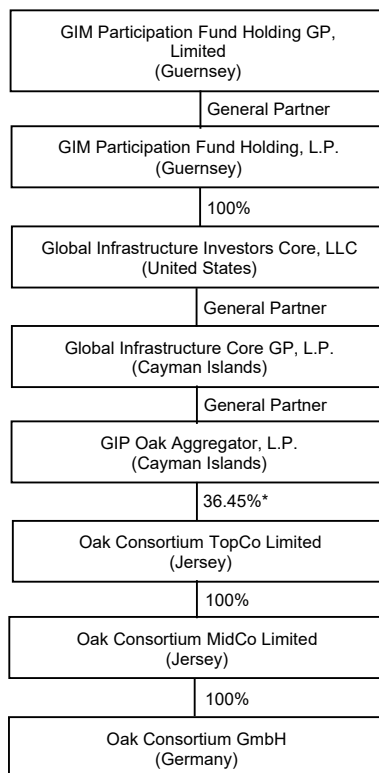 GIM Participation Fund Holding GP,
Limited
(Guernsey)
General Partner
GIM Participation Fund Holding, L.P.
(Guernsey)
100%
Global Infrastructure Investors Core, LLC
(United States)
General Partner
Global Infrastructure Core GP, L.P.
(Cayman Islands)
General Partner
GIP Oak Aggregator, L.P.
(Cayman Islands)
36.45%*
Oak Consortium TopCo Limited
(Jersey)
100%
Oak Consortium MidCo Limited
(Jersey)
100%
Oak Consortium GmbH
(Germany)